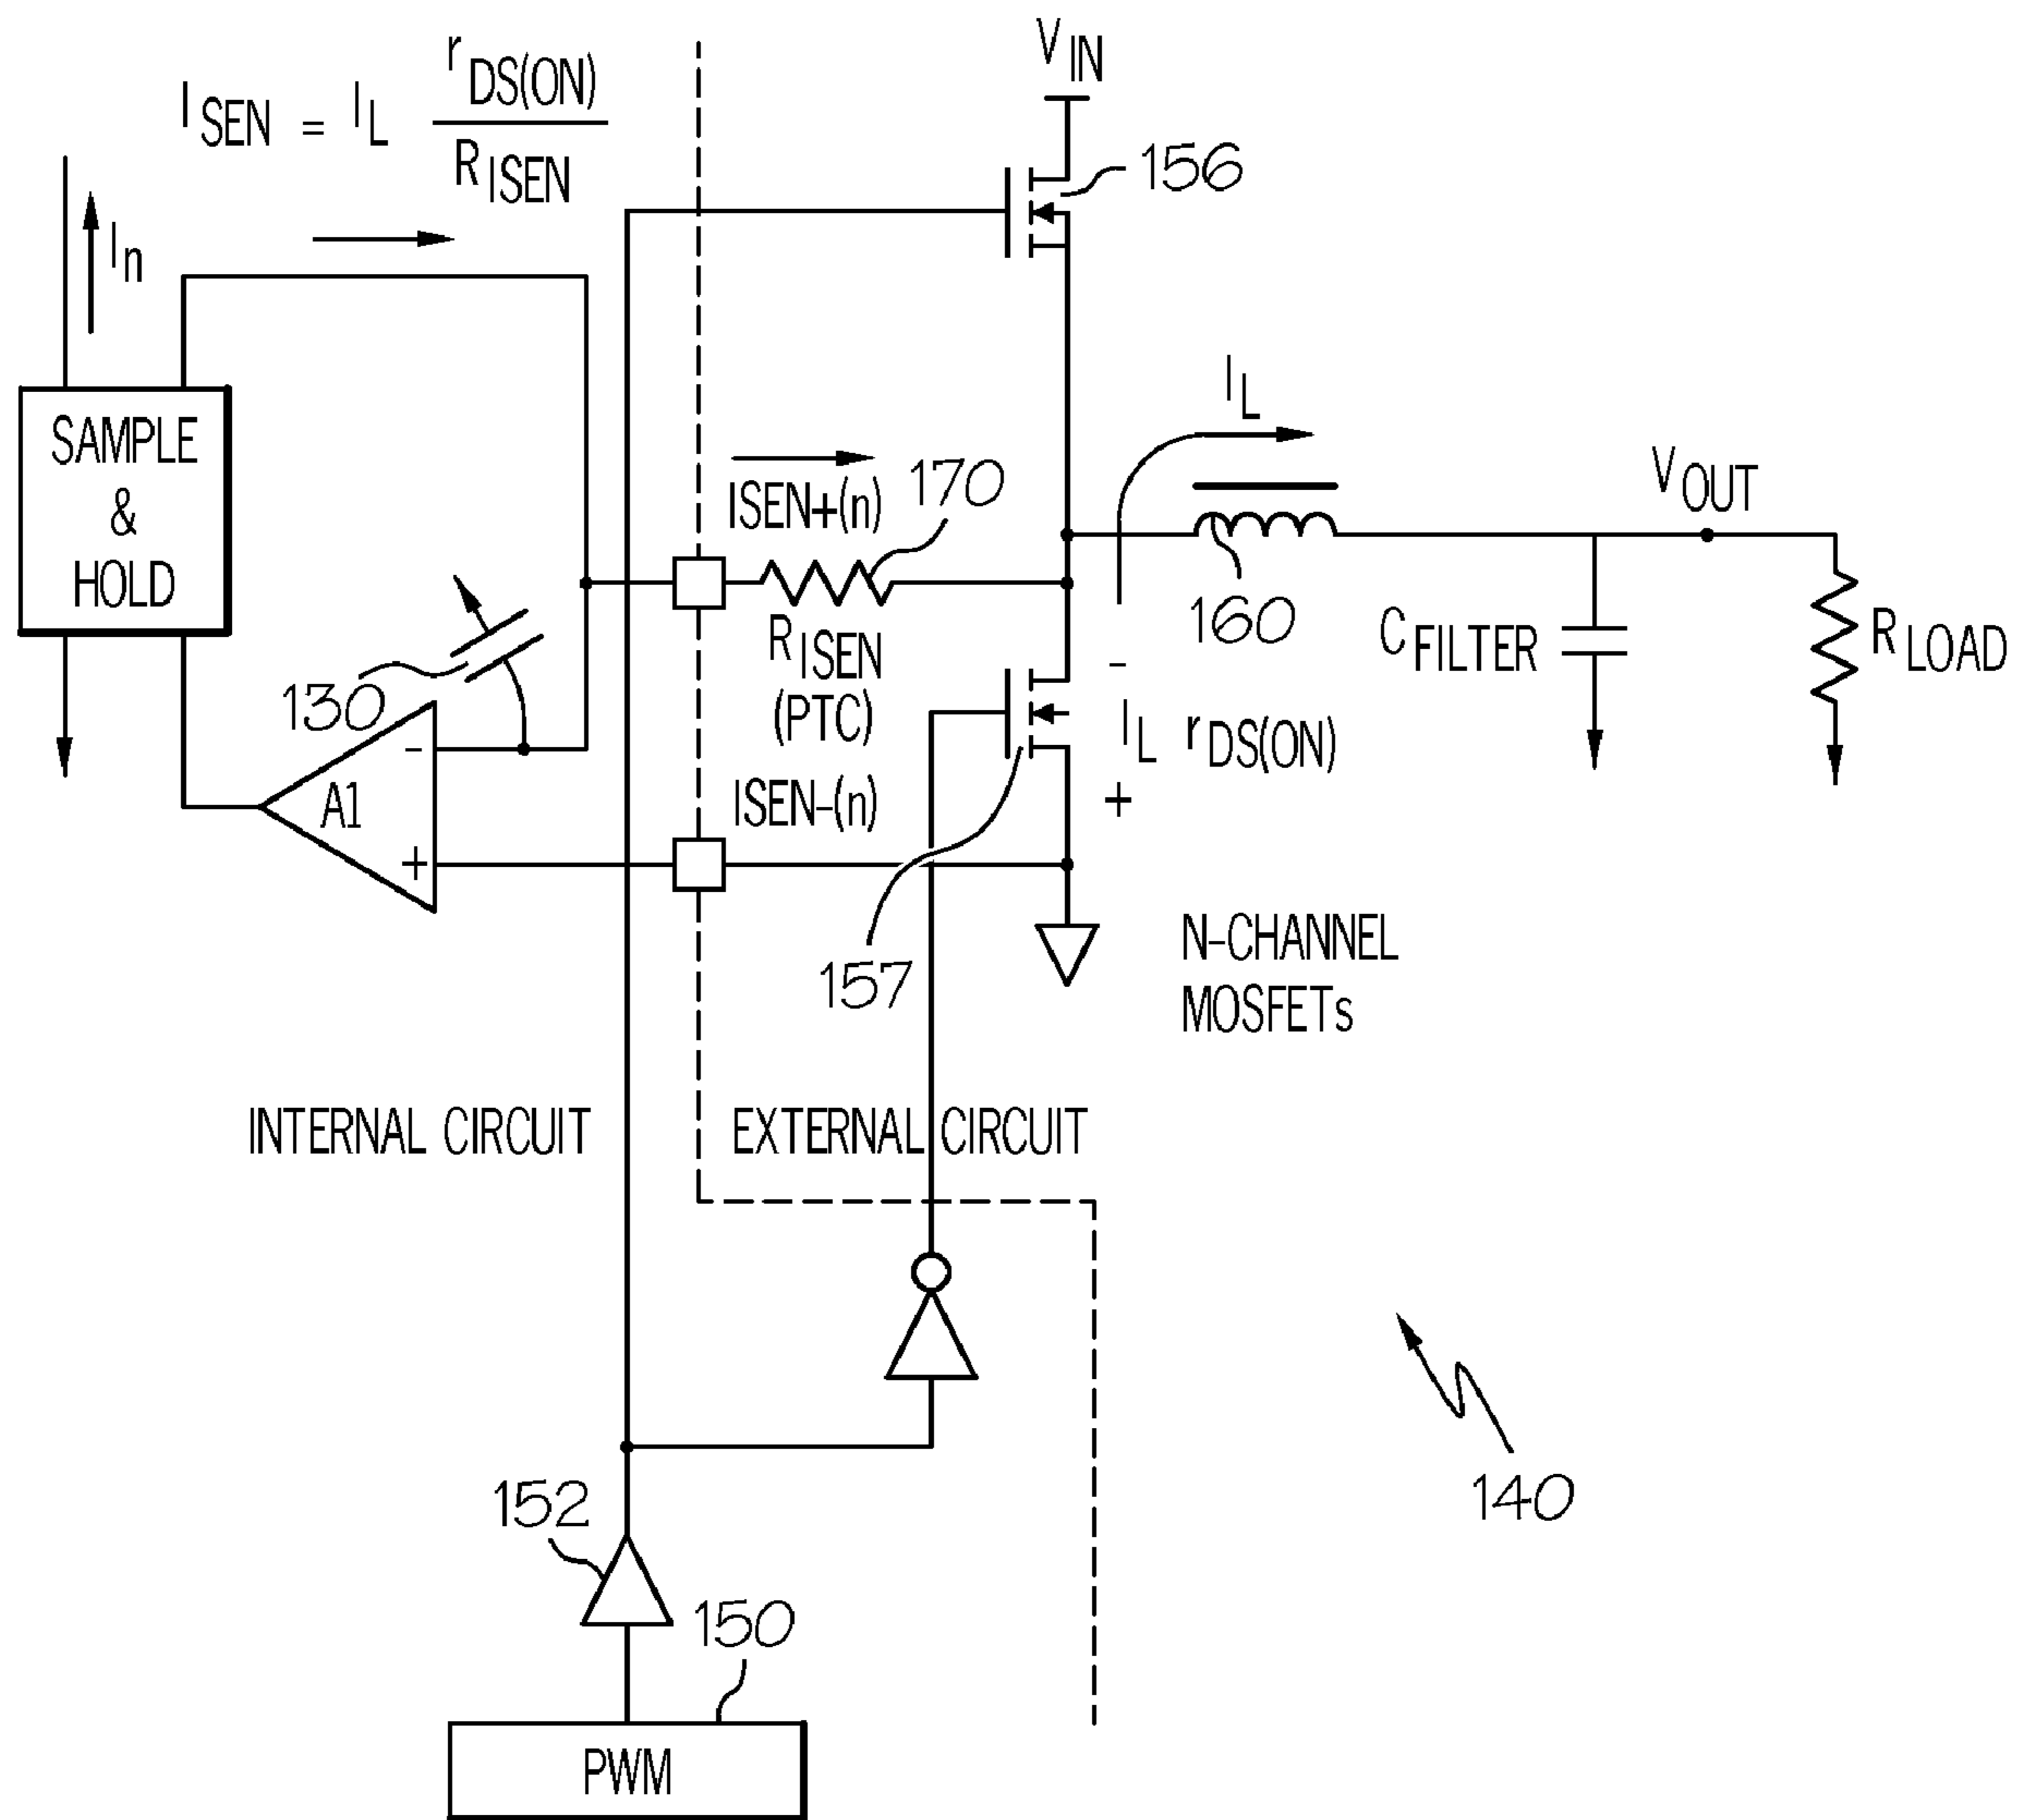 V IN
r DS(ON)
I SEN = I L
R ISEN
156
I n
I L
SAMPLE
&
HOLD
ISEN+(n)
170
V OUT
130
R ISEN
(PTC)
160
C FILTER
R LOAD
-
-
I L r DS(ON)
A1
ISEN-(n)
+
+
157
N-CHANNEL
MOSFETs
INTERNAL CIRCUIT
EXTERNAL CIRCUIT
152
140
150
PWM